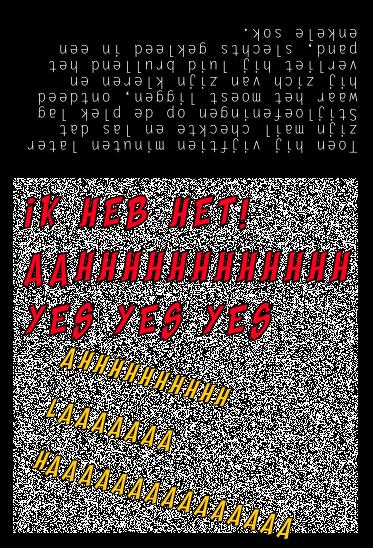 Toen hij vijftien minuten later
zijn mail checkte en las dat
Stijloefeningen op de plek lag
waar het moest liggen, ontdeed
hij zich van zijn kleren en
verliet hij luid brullend het
pand, slechts gekleed in een
enkele sok.
iK HEB HET!
AAHHHHHHHHHHHH
YES YES YES
AHHHHHHHHHH
LAAAAAAA
HAAAAAAAAAAAAAA